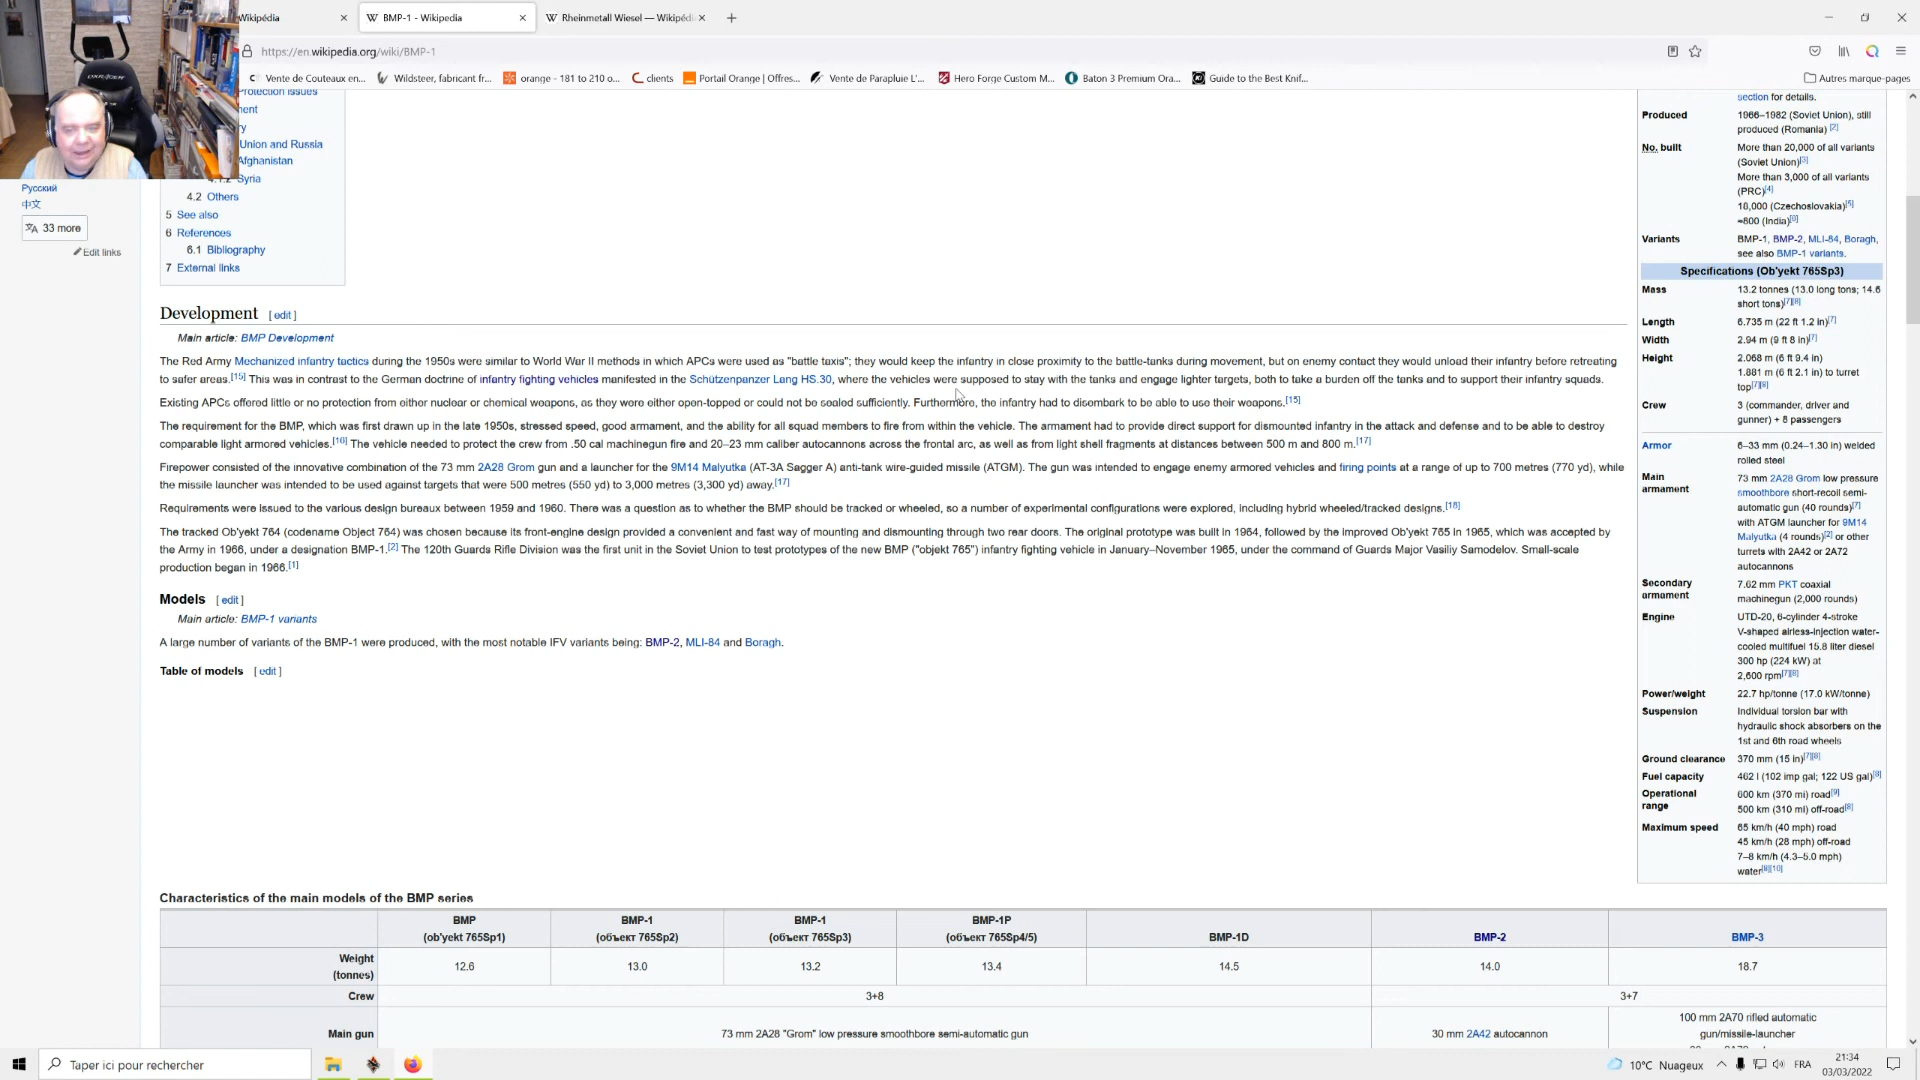 Wikipédia
BMP-1 - Wikipedia
Rheinmetall Wiesel — Wikipédi
https://en.wikipedia.org/wiki/BMP-1
Vente de Couteaux en...
Wildsteer, fabricant fr...
orange - 181 to 210 o...
clients
Portail Orange | Offres...
Vente de Parapluie L'...
Hero Forge Custom M...
Baton 3 Premium Ora...
Guide to the Best Knif...
Autres marque-pages
Protection issues
ent
ry
Union and Russia
Afghanistan
4.1.2 Syria
4.2 Others
5 See also
6 References
6.1 Bibliography
7 External links
Русский
中文
33 more
Edit links
Development [ edit ]
Main article: BMP Development
The Red Army Mechanized infantry tactics during the 1950s were similar to World War II methods in which APCs were used as "battle taxis"; they would keep the infantry in close proximity to the battle-tanks during movement, but on enemy contact they would unload their infantry before retreating
to safer areas.[15] This was in contrast to the German doctrine of infantry fighting vehicles manifested in the Schützenpanzer Lang HS.30, where the vehicles were supposed to stay with the tanks and engage lighter targets, both to take a burden off the tanks and to support their infantry squads.
Existing APCs offered little or no protection from either nuclear or chemical weapons, as they were either open-topped or could not be sealed sufficiently. Furthermore, the infantry had to disembark to be able to use their weapons.[15]
The requirement for the BMP, which was first drawn up in the late 1950s, stressed speed, good armament, and the ability for all squad members to fire from within the vehicle. The armament had to provide direct support for dismounted infantry in the attack and defense and to be able to destroy
comparable light armored vehicles.[16] The vehicle needed to protect the crew from .50 cal machinegun fire and 20–23 mm caliber autocannons across the frontal arc, as well as from light shell fragments at distances between 500 m and 800 m.[17]
Firepower consisted of the innovative combination of the 73 mm 2A28 Grom gun and a launcher for the 9M14 Malyutka (AT-3A Sagger A) anti-tank wire-guided missile (ATGM). The gun was intended to engage enemy armored vehicles and firing points at a range of up to 700 metres (770 yd), while
the missile launcher was intended to be used against targets that were 500 metres (550 yd) to 3,000 metres (3,300 yd) away.[17]
Requirements were issued to the various design bureaux between 1959 and 1960. There was a question as to whether the BMP should be tracked or wheeled, so a number of experimental configurations were explored, including hybrid wheeled/tracked designs.[18]
The tracked Ob'yekt 764 (codename Object 764) was chosen because its front-engine design provided a convenient and fast way of mounting and dismounting through two rear doors. The original prototype was built in 1964, followed by the improved Ob'yekt 765 in 1965, which was accepted by
the Army in 1966, under a designation BMP-1.[2] The 120th Guards Rifle Division was the first unit in the Soviet Union to test prototypes of the new BMP ("objekt 765") infantry fighting vehicle in January–November 1965, under the command of Guards Major Vasiliy Samodelov. Small-scale
production began in 1966.[1]
Models [ edit ]
Main article: BMP-1 variants
A large number of variants of the BMP-1 were produced, with the most notable IFV variants being: BMP-2, MLI-84 and Boragh.
Table of models [ edit ]
section for details.
Produced 1966–1982 (Soviet Union), still
produced (Romania) [2]
No. built More than 20,000 of all variants
(Soviet Union)[3]
More than 3,000 of all variants
(PRC)[4]
18,000 (Czechoslovakia)[5]
≈800 (India)[6]
Variants BMP-1, BMP-2, MLI-84, Boragh,
see also BMP-1 variants.
Specifications (Ob'yekt 765Sp3)
Mass 13.2 tonnes (13.0 long tons; 14.6
short tons)[7][8]
Length 6.735 m (22 ft 1.2 in)[7]
Width 2.94 m (9 ft 8 in)[7]
Height 2.068 m (6 ft 9.4 in)
1.881 m (6 ft 2.1 in) to turret
top[7][8]
Crew 3 (commander, driver and
gunner) + 8 passengers
Armor 6–33 mm (0.24–1.30 in) welded
rolled steel
Main armament 73 mm 2A28 Grom low pressure
smoothbore short-recoil semi-
automatic gun (40 rounds)[7]
with ATGM launcher for 9M14
Malyutka (4 rounds)[2] or other
turrets with 2A42 or 2A72
autocannons
Secondary armament 7.62 mm PKT coaxial
machinegun (2,000 rounds)
Engine UTD-20, 6-cylinder 4-stroke
V-shaped airless-injection water-
cooled multifuel 15.8 liter diesel
300 hp (224 kW) at
2,600 rpm[7][8]
Power/weight 22.7 hp/tonne (17.0 kW/tonne)
Suspension Individual torsion bar with
hydraulic shock absorbers on the
1st and 6th road wheels
Ground clearance 370 mm (15 in)[7][8]
Fuel capacity 462 l (102 imp gal; 122 US gal)[8]
Operational range 600 km (370 mi) road[9]
500 km (310 mi) off-road[8]
Maximum speed 65 km/h (40 mph) road
45 km/h (28 mph) off-road
7–8 km/h (4.3–5.0 mph)
water[8][10]
Characteristics of the main models of the BMP series
BMP (ob'yekt 765Sp1)
BMP-1 (объект 765Sp2)
BMP-1 (объект 765Sp3)
BMP-1P (объект 765Sp4/5)
BMP-1D
BMP-2
BMP-3
Weight (tonnes) 12.6 13.0 13.2 13.4 14.5 14.0 18.7
Crew 3+8 3+7
Main gun 73 mm 2A28 "Grom" low pressure smoothbore semi-automatic gun 30 mm 2A42 autocannon 100 mm 2A70 rifled automatic
gun/missile-launcher
Taper ici pour rechercher
10°C Nuageux
FRA
21:34
03/03/2022